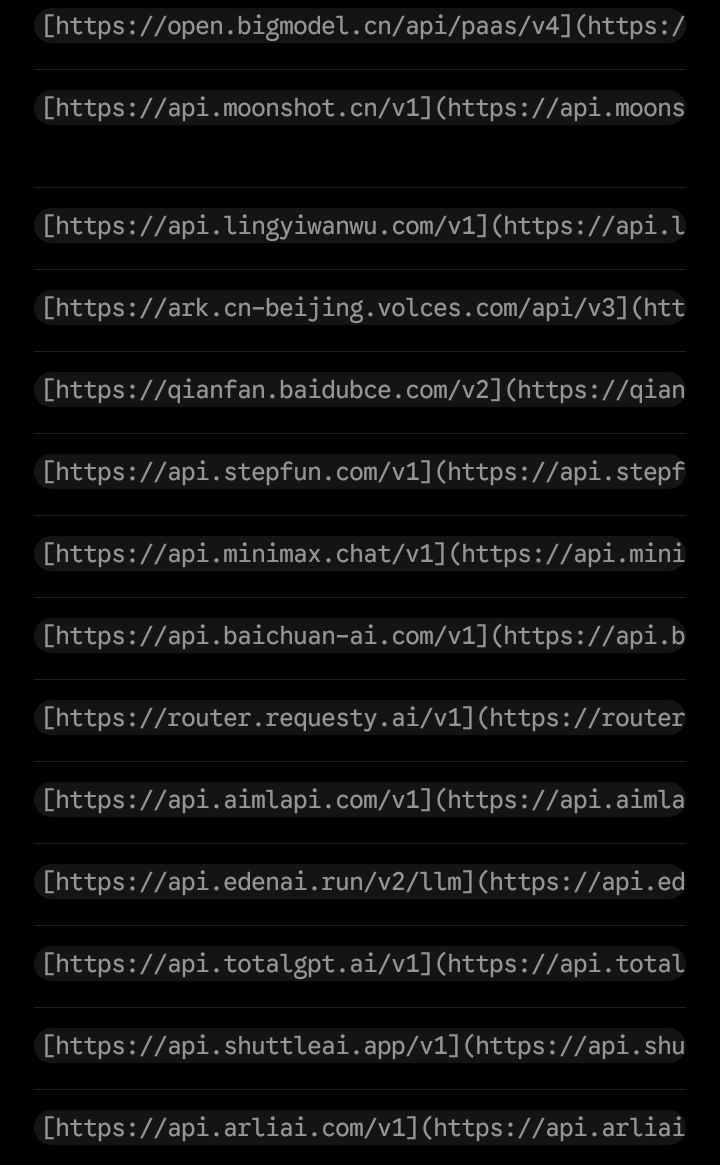 [https://open.bigmodel.cn/api/paas/v4](https:/
[https://api.moonshot.cn/v1](https://api.moons
[https://api.lingyiwanwu.com/v1](https://api.l
[https://ark.cn-beijing.volces.com/api/v3](htt
[https://qianfan.baidubce.com/v2](https://qian
[https://api.stepfun.com/v1](https://api.stepf
[https://api.minimax.chat/v1](https://api.mini
[https://api.baichuan-ai.com/v1](https://api.b
[https://router.requesty.ai/v1](https://router
[https://api.aimlapi.com/v1](https://api.aimla
[https://api.edenai.run/v2/llm](https://api.ed
[https://api.totalgpt.ai/v1](https://api.total
[https://api.shuttleai.app/v1](https://api.shu
[https://api.arliai.com/v1](https://api.arliai